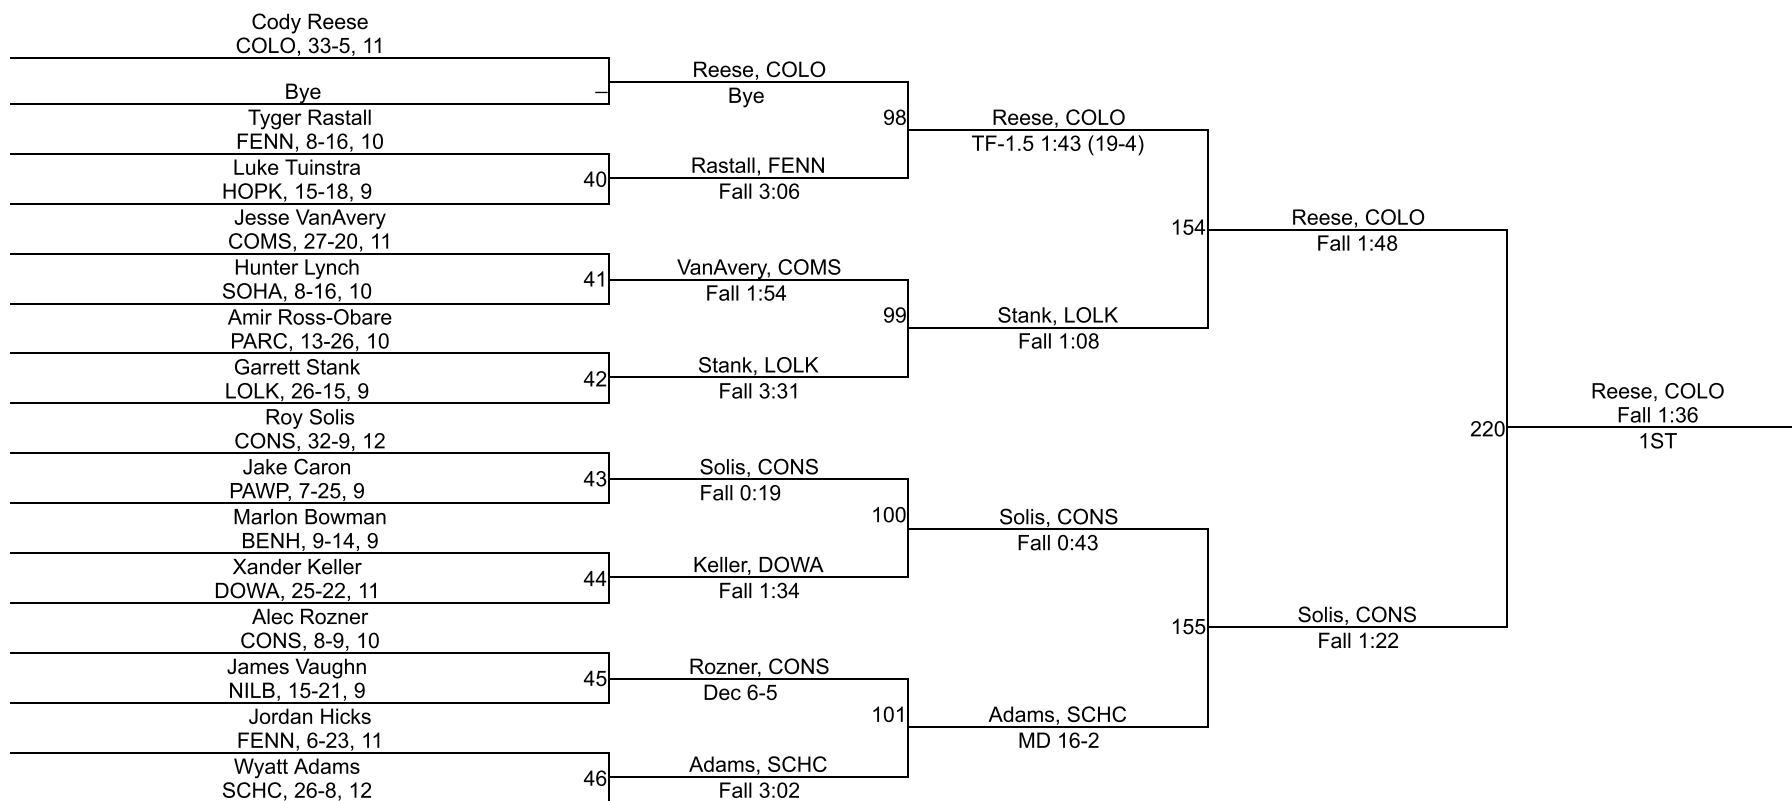 Cody Reese
COLO, 33-5, 11
Bye
–
Tyger Rastall
FENN, 8-16, 10
Luke Tuinstra
HOPK, 15-18, 9
40
Jesse VanAvery
COMS, 27-20, 11
Hunter Lynch
SOHA, 8-16, 10
41
Amir Ross-Obare
PARC, 13-26, 10
Garrett Stank
LOLK, 26-15, 9
42
Roy Solis
CONS, 32-9, 12
Jake Caron
PAWP, 7-25, 9
43
Marlon Bowman
BENH, 9-14, 9
Xander Keller
DOWA, 25-22, 11
44
Alec Rozner
CONS, 8-9, 10
James Vaughn
NILB, 15-21, 9
45
Jordan Hicks
FENN, 6-23, 11
Wyatt Adams
SCHC, 26-8, 12
46
Reese, COLO
Bye
98
Rastall, FENN
Fall 3:06
VanAvery, COMS
Fall 1:54
99
Stank, LOLK
Fall 3:31
Solis, CONS
Fall 0:19
100
Keller, DOWA
Fall 1:34
Rozner, CONS
Dec 6-5
101
Adams, SCHC
Fall 3:02
Reese, COLO
TF-1.5 1:43 (19-4)
154
Stank, LOLK
Fall 1:08
Solis, CONS
Fall 0:43
155
Adams, SCHC
MD 16-2
Reese, COLO
Fall 1:48
220
Solis, CONS
Fall 1:22
Reese, COLO
Fall 1:36
1ST